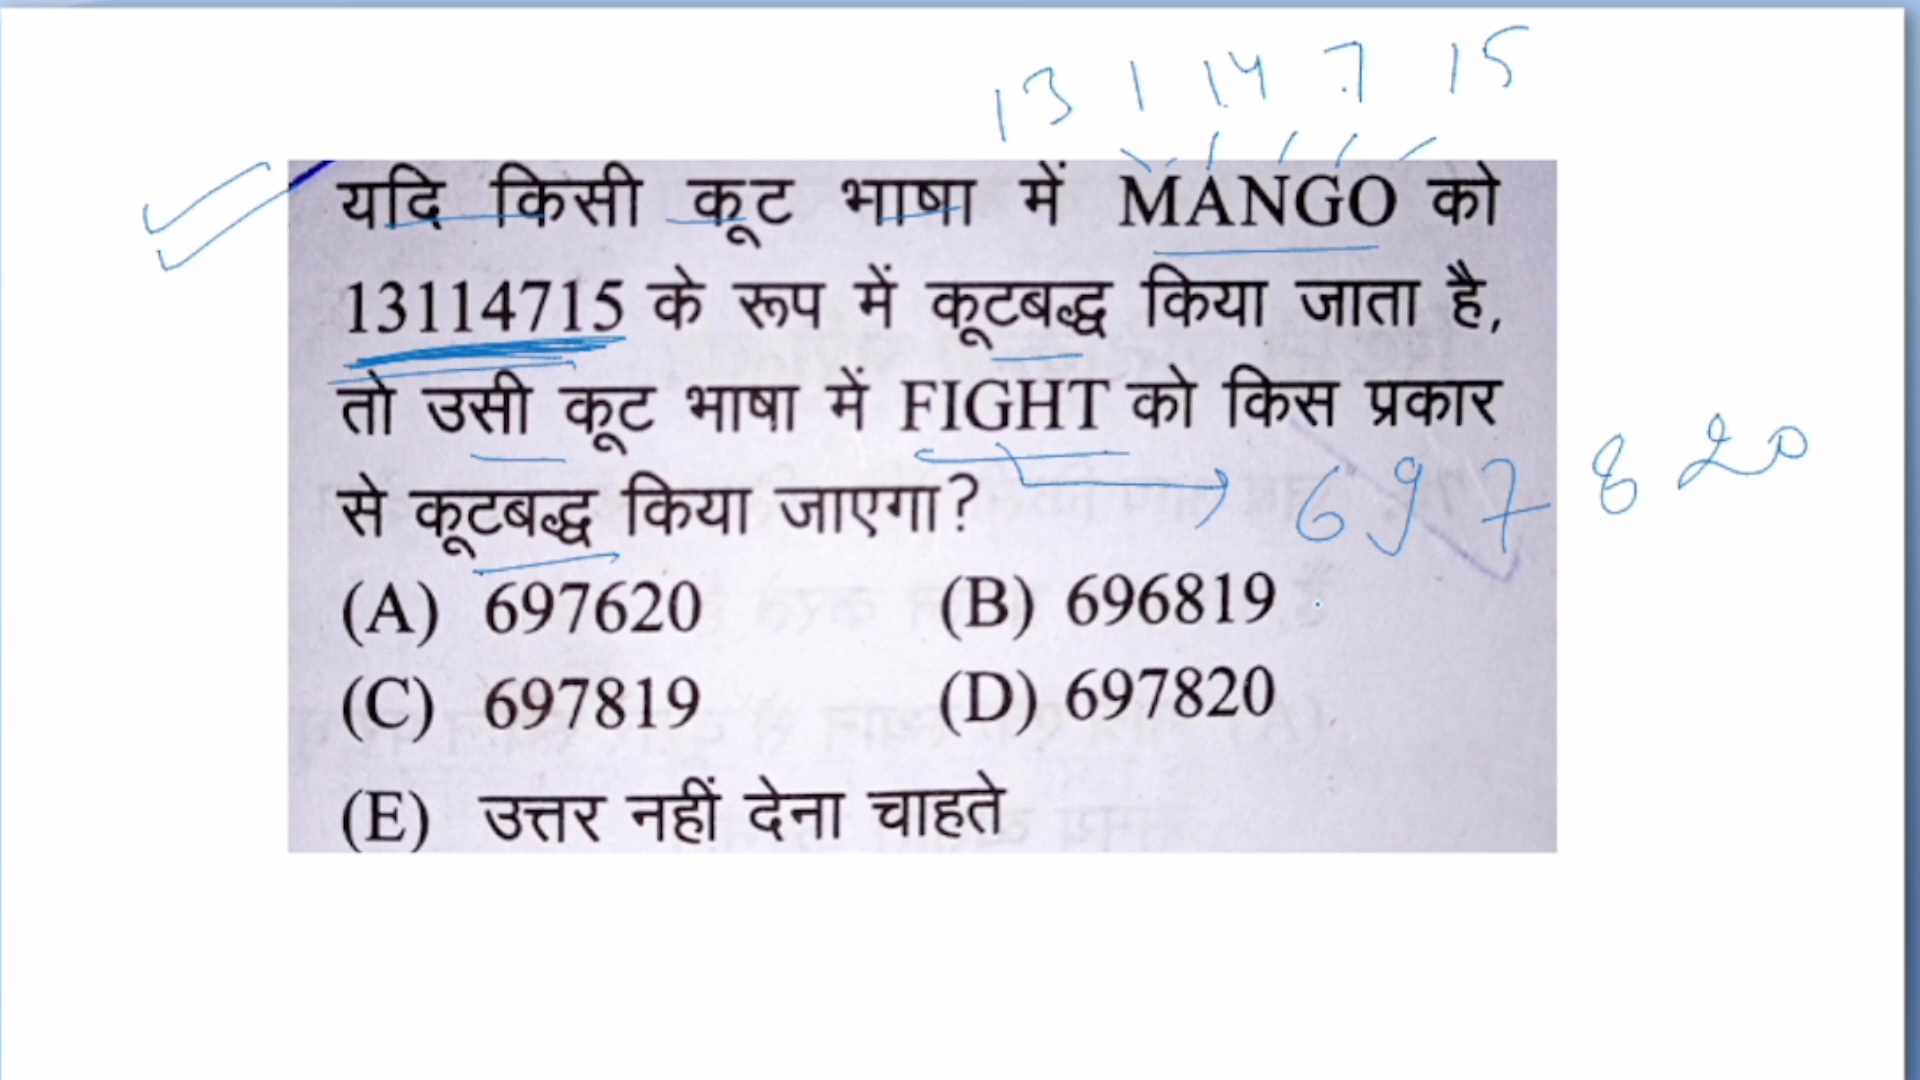 13 1 14 7 15
यदि किसी कूट भाषा में MANGO को
13114715 के रूप में कूटबद्ध किया जाता है,
तो उसी कूट भाषा में FIGHT को किस प्रकार
से कूटबद्ध किया जाएगा?
6 9 7 8 20
(A) 697620 (B) 696819
(C) 697819 (D) 697820
(E) उत्तर नहीं देना चाहते